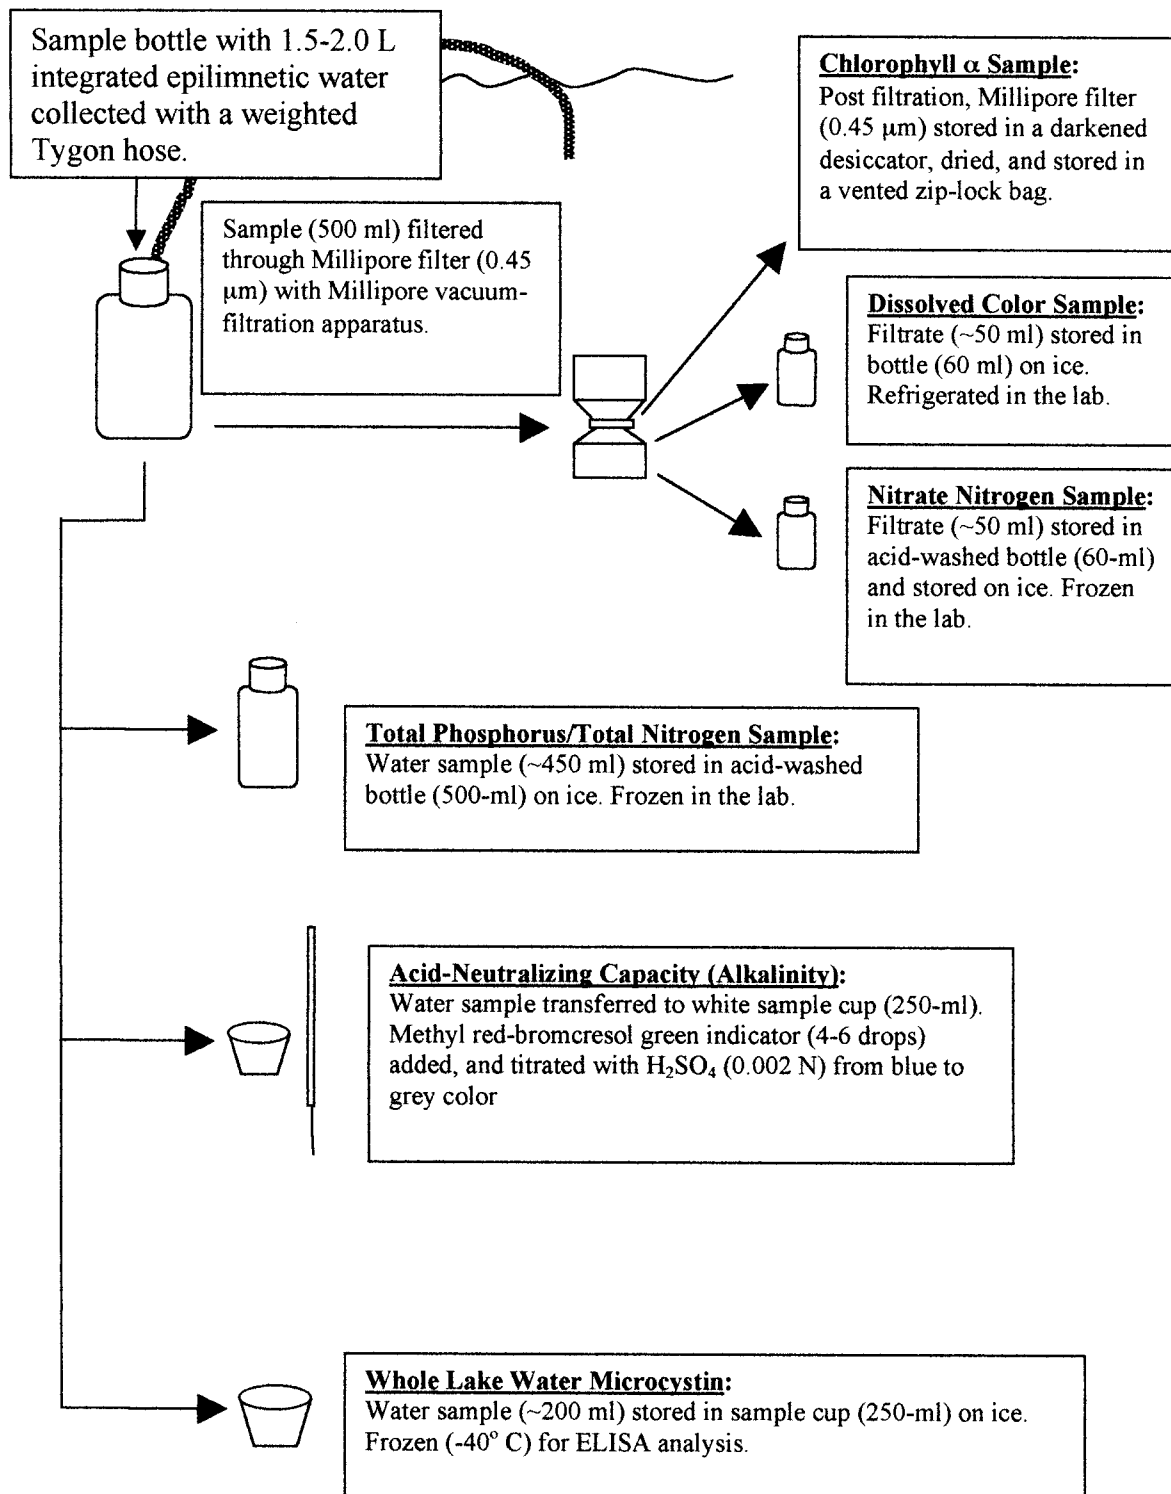 Sample bottle with 1.5-2.0 L
integrated epilimnetic water
collected with a weighted
Tygon hose.
Sample (500 ml) filtered
through Millipore filter (0.45
μm) with Millipore vacuum-
filtration apparatus.
Chlorophyll α Sample:
Post filtration, Millipore filter
(0.45 μm) stored in a darkened
desiccator, dried, and stored in
a vented zip-lock bag.
Dissolved Color Sample:
Filtrate (~50 ml) stored in
bottle (60 ml) on ice.
Refrigerated in the lab.
Nitrate Nitrogen Sample:
Filtrate (~50 ml) stored in
acid-washed bottle (60-ml)
and stored on ice. Frozen
in the lab.
Total Phosphorus/Total Nitrogen Sample:
Water sample (~450 ml) stored in acid-washed
bottle (500-ml) on ice. Frozen in the lab.
Acid-Neutralizing Capacity (Alkalinity):
Water sample transferred to white sample cup (250-ml).
Methyl red-bromcresol green indicator (4-6 drops)
added, and titrated with H₂SO₄ (0.002 N) from blue to
grey color
Whole Lake Water Microcystin:
Water sample (~200 ml) stored in sample cup (250-ml) on ice.
Frozen (-40° C) for ELISA analysis.